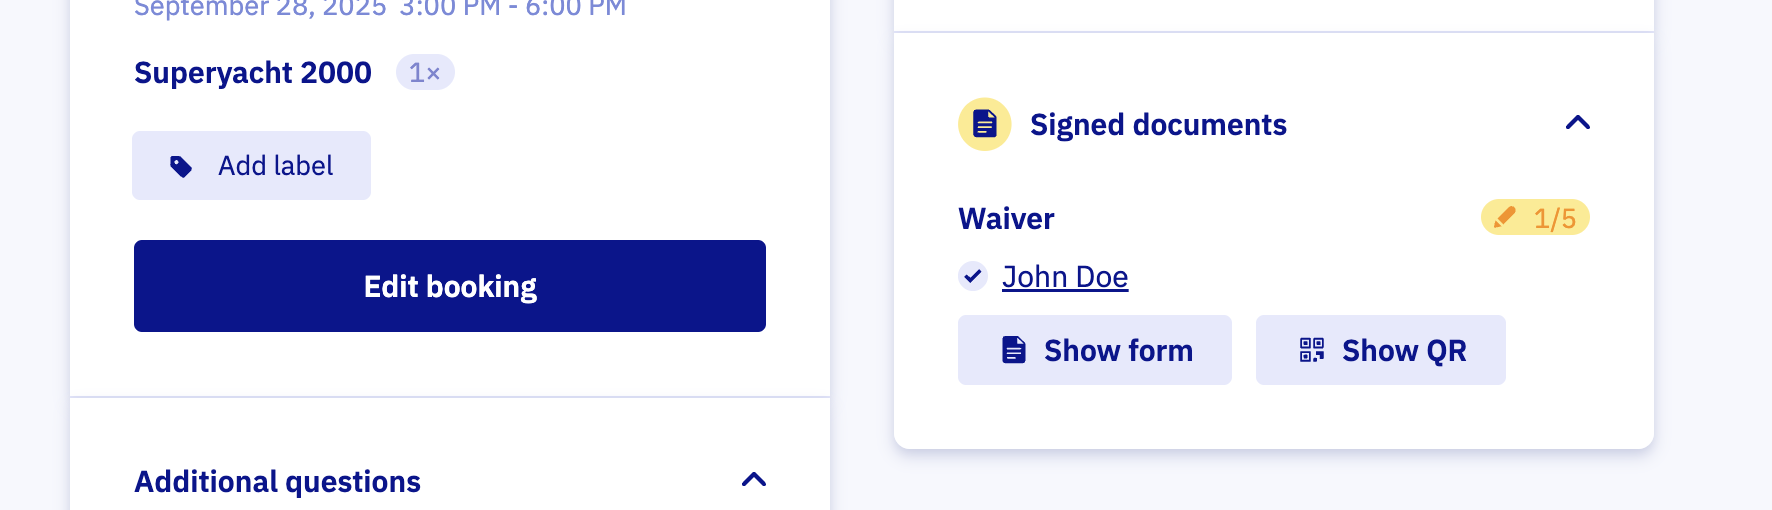 September 28, 2025 3:00 PM - 6:00 PM
Superyacht 2000 1×
Add label
Edit booking
Additional questions
Signed documents
Waiver 1/5
John Doe
Show form Show QR